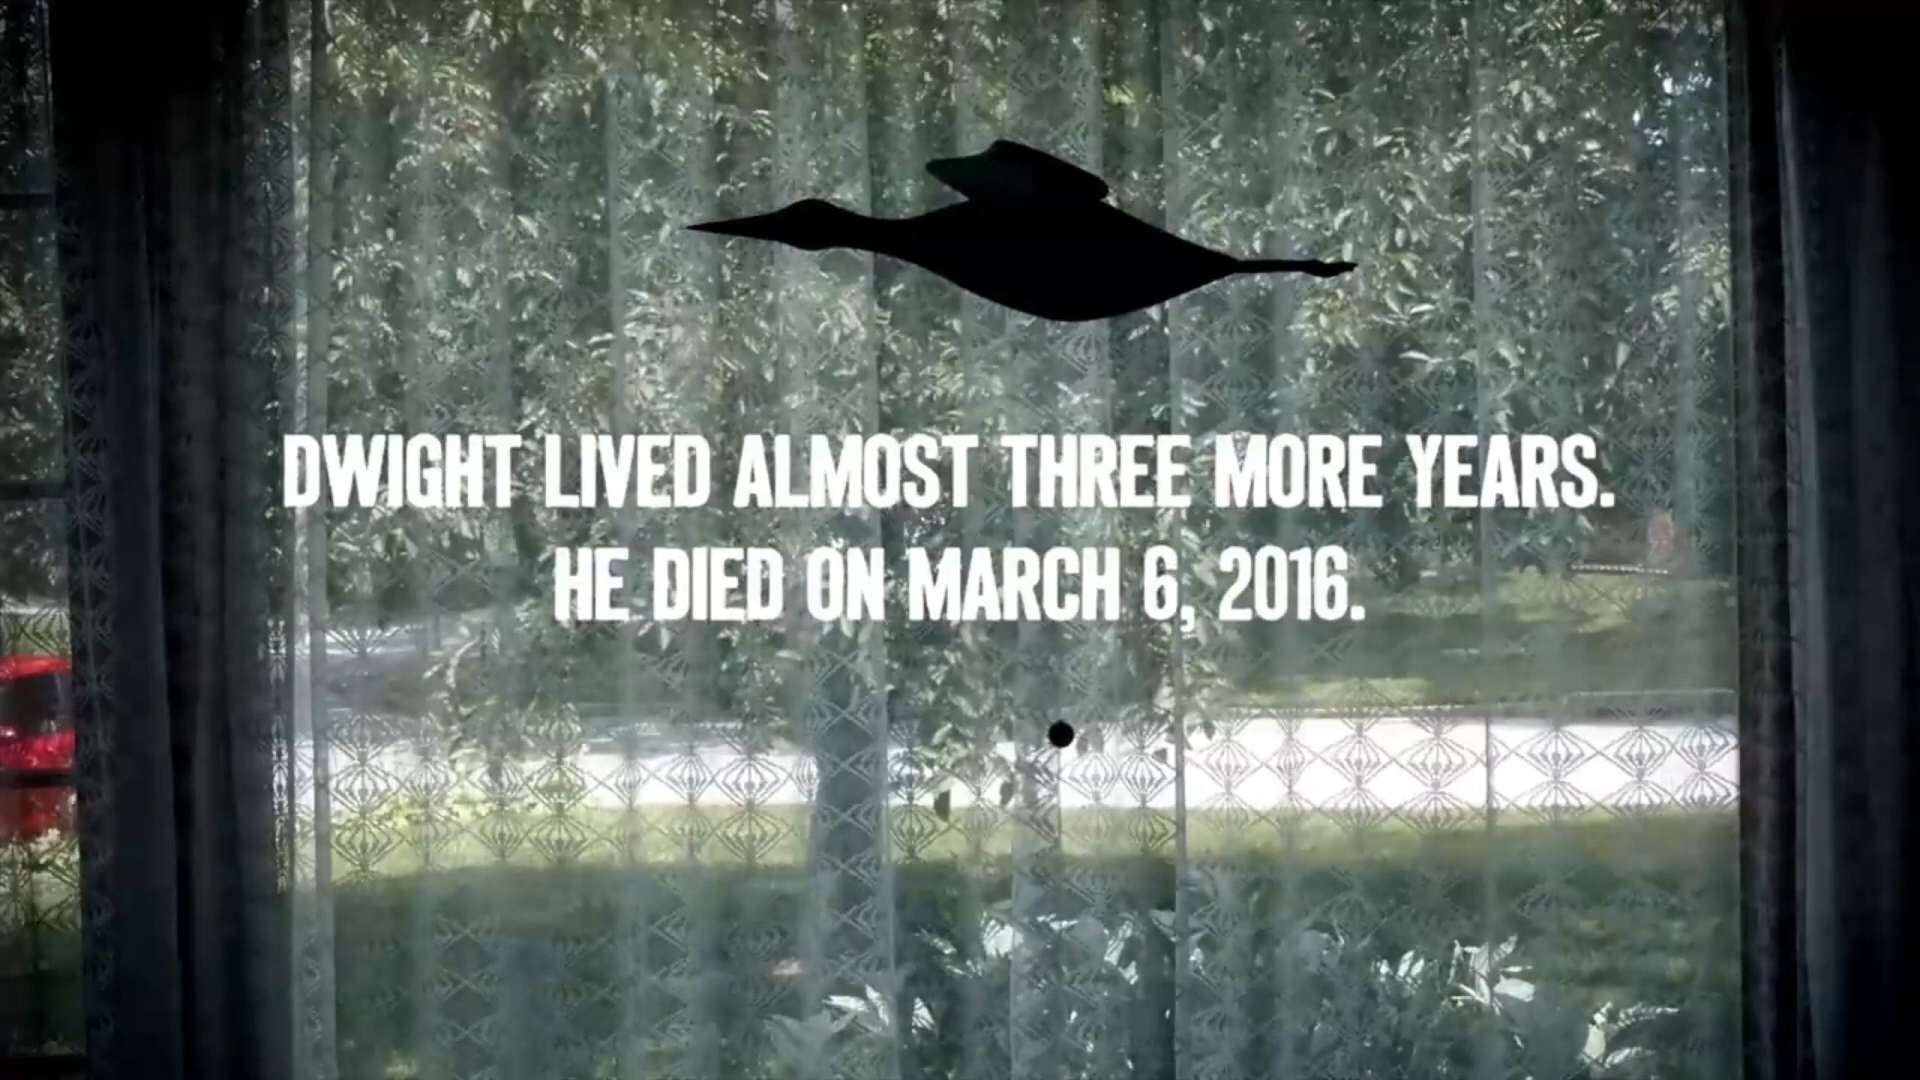 DWIGHT LIVED ALMOST THREE MORE YEARS.
HE DIED ON MARCH 6, 2016.